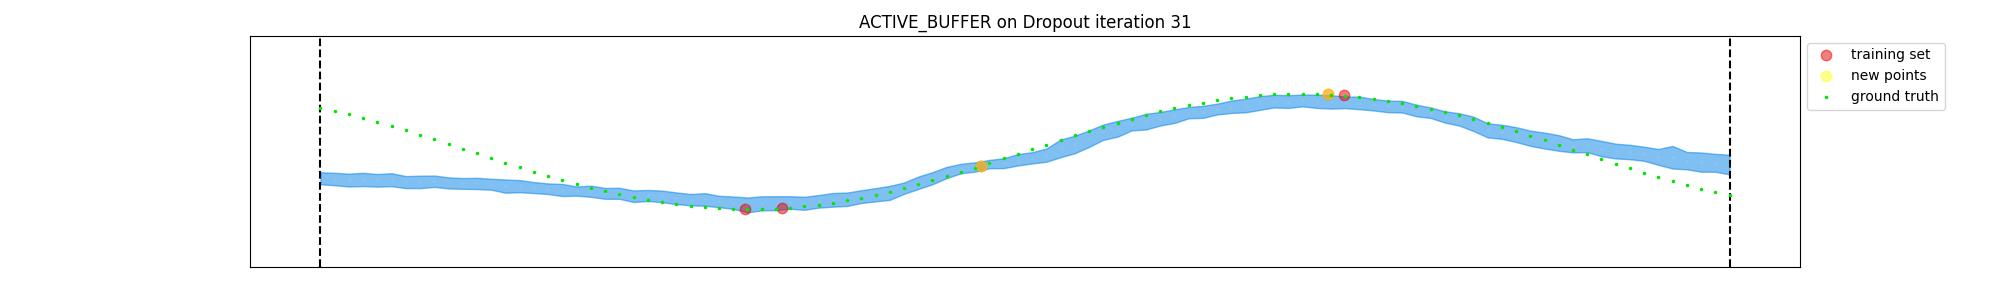 ACTIVE_BUFFER on Dropout iteration 31
training set
new points
ground truth